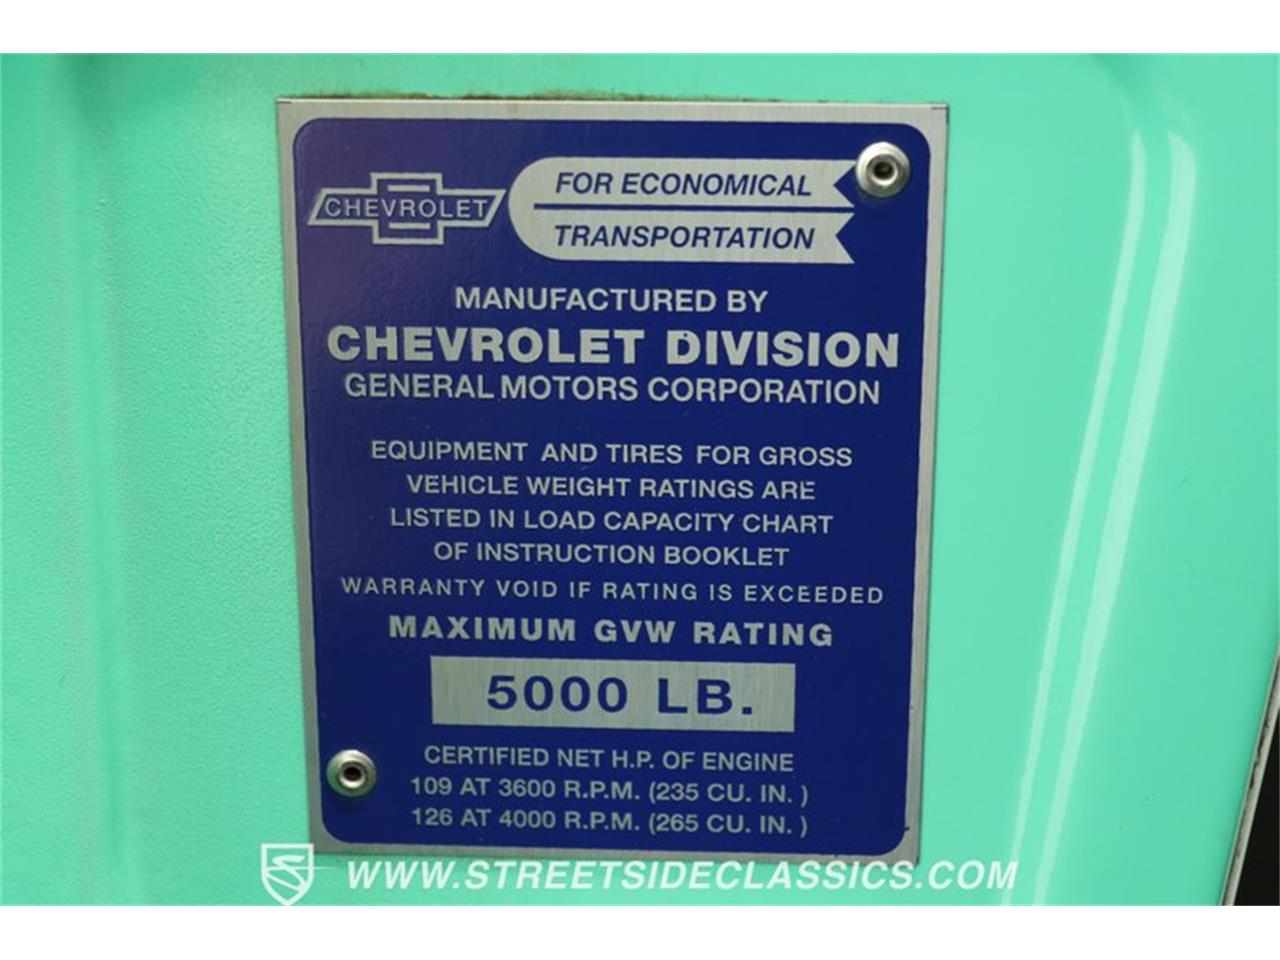 CHEVROLET
FOR ECONOMICAL
TRANSPORTATION
MANUFACTURED BY
CHEVROLET DIVISION
GENERAL MOTORS CORPORATION
EQUIPMENT AND TIRES FOR GROSS
VEHICLE WEIGHT RATINGS ARE
LISTED IN LOAD CAPACITY CHART
OF INSTRUCTION BOOKLET
WARRANTY VOID IF RATING IS EXCEEDED
MAXIMUM GVW RATING
5000 LB.
CERTIFIED NET H.P. OF ENGINE
109 AT 3600 R.P.M. (235 CU. IN. )
126 AT 4000 R.P.M. (265 CU. IN. )
WWW.STREETSIDECLASSICS.COM